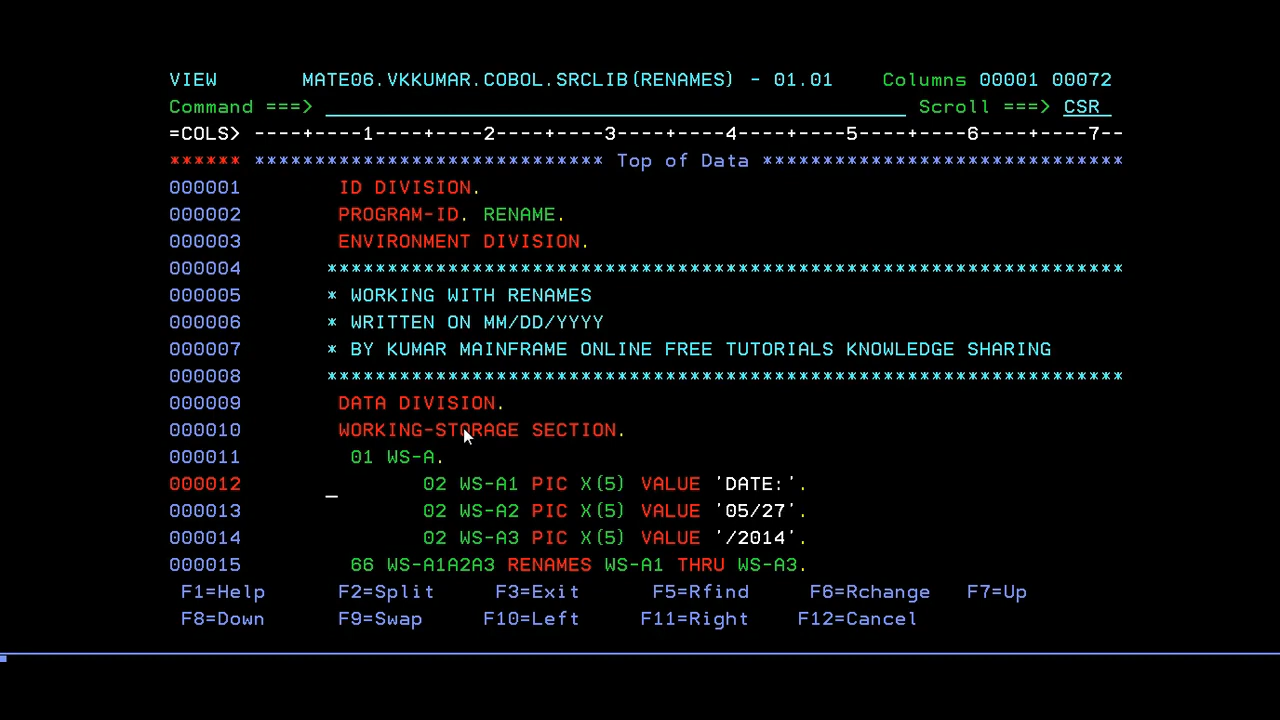 VIEW MATE06.VKKUMAR.COBOL.SRCLIB(RENAMES) - 01.01 Columns 00001 00072
Command ===> Scroll ===> CSR
=COLS> ----+----1----+----2----+----3----+----4----+----5----+----6----+----7--
****** ***************************** Top of Data ******************************
000001 ID DIVISION.
000002 PROGRAM-ID. RENAME.
000003 ENVIRONMENT DIVISION.
000004 ******************************************************************
000005 * WORKING WITH RENAMES
000006 * WRITTEN ON MM/DD/YYYY
000007 * BY KUMAR MAINFRAME ONLINE FREE TUTORIALS KNOWLEDGE SHARING
000008 ******************************************************************
000009 DATA DIVISION.
000010 WORKING-STORAGE SECTION.
000011 01 WS-A.
000012 02 WS-A1 PIC X(5) VALUE 'DATE:'.
000013 02 WS-A2 PIC X(5) VALUE '05/27'.
000014 02 WS-A3 PIC X(5) VALUE '/2014'.
000015 66 WS-A1A2A3 RENAMES WS-A1 THRU WS-A3.
F1=Help F2=Split F3=Exit F5=Rfind F6=Rchange F7=Up
F8=Down F9=Swap F10=Left F11=Right F12=Cancel